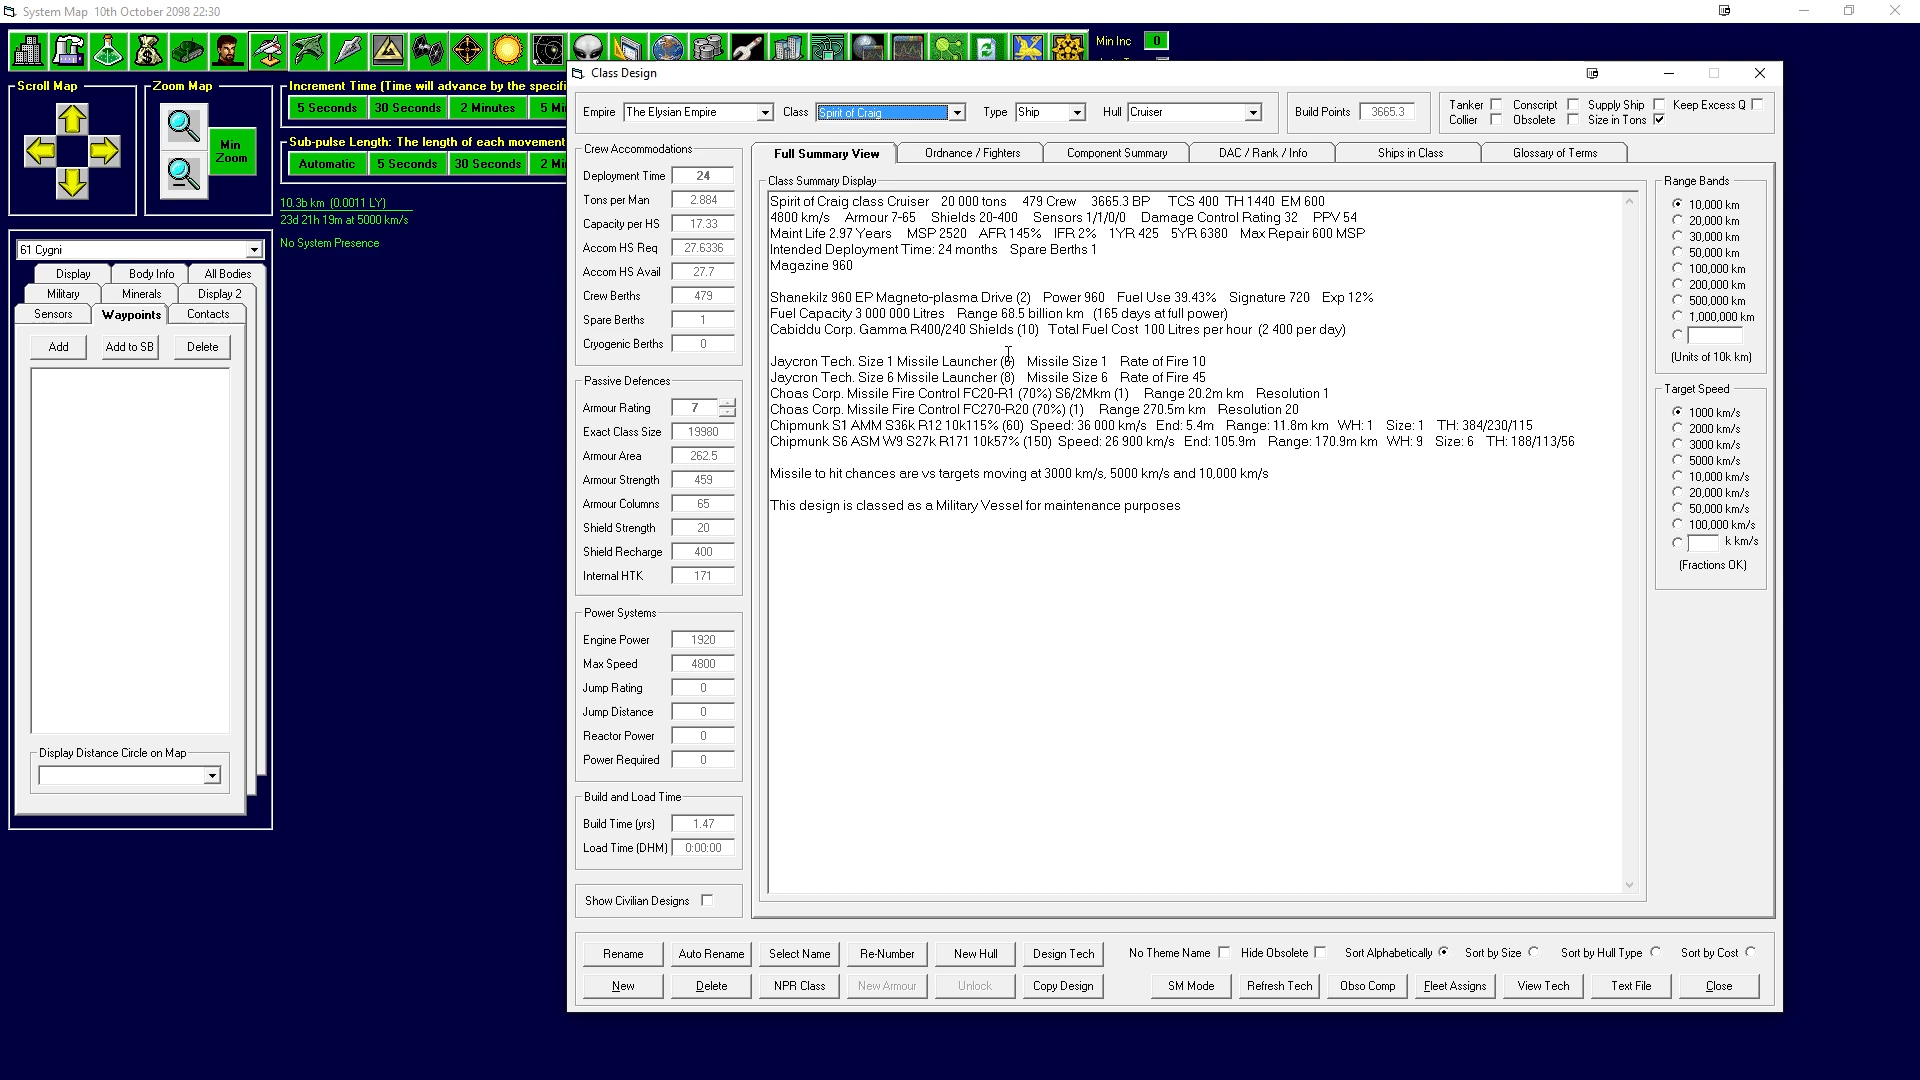 System Map  10th October 2098 22:30
Min Inc 0
Scroll Map
Zoom Map
Min Zoom
Increment Time (Time will advance by the specifi
5 Seconds 30 Seconds 2 Minutes 5 Mi
Sub-pulse Length: The length of each movement
Automatic 5 Seconds 30 Seconds 2 Mi
10.3b km (0.0011 LY)
23d 21h 19m at 5000 km/s
No System Presence
61 Cygni
Display Body Info All Bodies
Military Minerals Display 2
Sensors Waypoints Contacts
Add Add to SB Delete
Display Distance Circle on Map
Class Design
Empire The Elysian Empire Class Spirit of Craig Type Ship Hull Cruiser
Build Points 3665.3
Tanker Conscript Supply Ship Keep Excess Q
Collier Obsolete Size in Tons
Crew Accommodations
Deployment Time 24
Tons per Man 2.884
Capacity per HS 17.33
Accom HS Req 27.6336
Accom HS Avail 27.7
Crew Berths 479
Spare Berths 1
Cryogenic Berths 0
Passive Defences
Armour Rating 7
Exact Class Size 19980
Armour Area 262.5
Armour Strength 459
Armour Columns 65
Shield Strength 20
Shield Recharge 400
Internal HTK 171
Power Systems
Engine Power 1920
Max Speed 4800
Jump Rating 0
Jump Distance 0
Reactor Power 0
Power Required 0
Build and Load Time
Build Time (yrs) 1.47
Load Time (DHM) 0:00:00
Show Civilian Designs
Full Summary View Ordnance / Fighters Component Summary DAC / Rank / Info Ships in Class Glossary of Terms
Class Summary Display
Spirit of Craig class Cruiser    20 000 tons    479 Crew    3665.3 BP    TCS 400  TH 1440  EM 600
4800 km/s    Armour 7-65    Shields 20-400    Sensors 1/1/0/0    Damage Control Rating 32    PPV 54
Maint Life 2.97 Years    MSP 2520    AFR 145%    IFR 2%    1YR 425    5YR 6380    Max Repair 600 MSP
Intended Deployment Time: 24 months    Spare Berths 1
Magazine 960
Shanekilz 960 EP Magneto-plasma Drive (2)    Power 960    Fuel Use 39.43%    Signature 720    Exp 12%
Fuel Capacity 3 000 000 Litres    Range 68.5 billion km    (165 days at full power)
Cabiddu Corp. Gamma R400/240 Shields (10)    Total Fuel Cost  100 Litres per hour  (2 400 per day)
Jaycron Tech. Size 1 Missile Launcher (6)    Missile Size 1    Rate of Fire 10
Jaycron Tech. Size 6 Missile Launcher (8)    Missile Size 6    Rate of Fire 45
Choas Corp. Missile Fire Control FC20-R1 (70%) S6/2Mkm (1)    Range 20.2m km    Resolution 1
Choas Corp. Missile Fire Control FC270-R20 (70%) (1)    Range 270.5m km    Resolution 20
Chipmunk S1 AMM S36k R12 10k115% (60)  Speed: 36 000 km/s   End: 5.4m    Range: 11.8m km   WH: 1    Size: 1    TH: 384/230/115
Chipmunk S6 ASM W9 S27k R171 10k57% (150)  Speed: 26 900 km/s   End: 105.9m    Range: 170.9m km   WH: 9    Size: 6    TH: 188/113/56
Missile to hit chances are vs targets moving at 3000 km/s, 5000 km/s and 10,000 km/s
This design is classed as a Military Vessel for maintenance purposes
Range Bands
10,000 km
20,000 km
30,000 km
50,000 km
100,000 km
200,000 km
500,000 km
1,000,000 km
(Units of 10k km)
Target Speed
1000 km/s
2000 km/s
3000 km/s
5000 km/s
10,000 km/s
20,000 km/s
50,000 km/s
100,000 km/s
k km/s
(Fractions OK)
Rename Auto Rename Select Name Re-Number New Hull Design Tech No Theme Name Hide Obsolete Sort Alphabetically Sort by Size Sort by Hull Type Sort by Cost
New Delete NPR Class New Armour Unlock Copy Design SM Mode Refresh Tech Obso Comp Fleet Assigns View Tech Text File Close